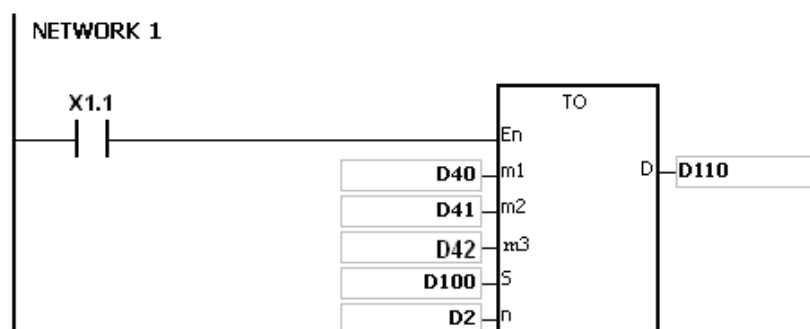 NETWORK 1
X1.1
TO
En
D40 m1 D D110
D41 m2
D42 m3
D100 S
D2 n